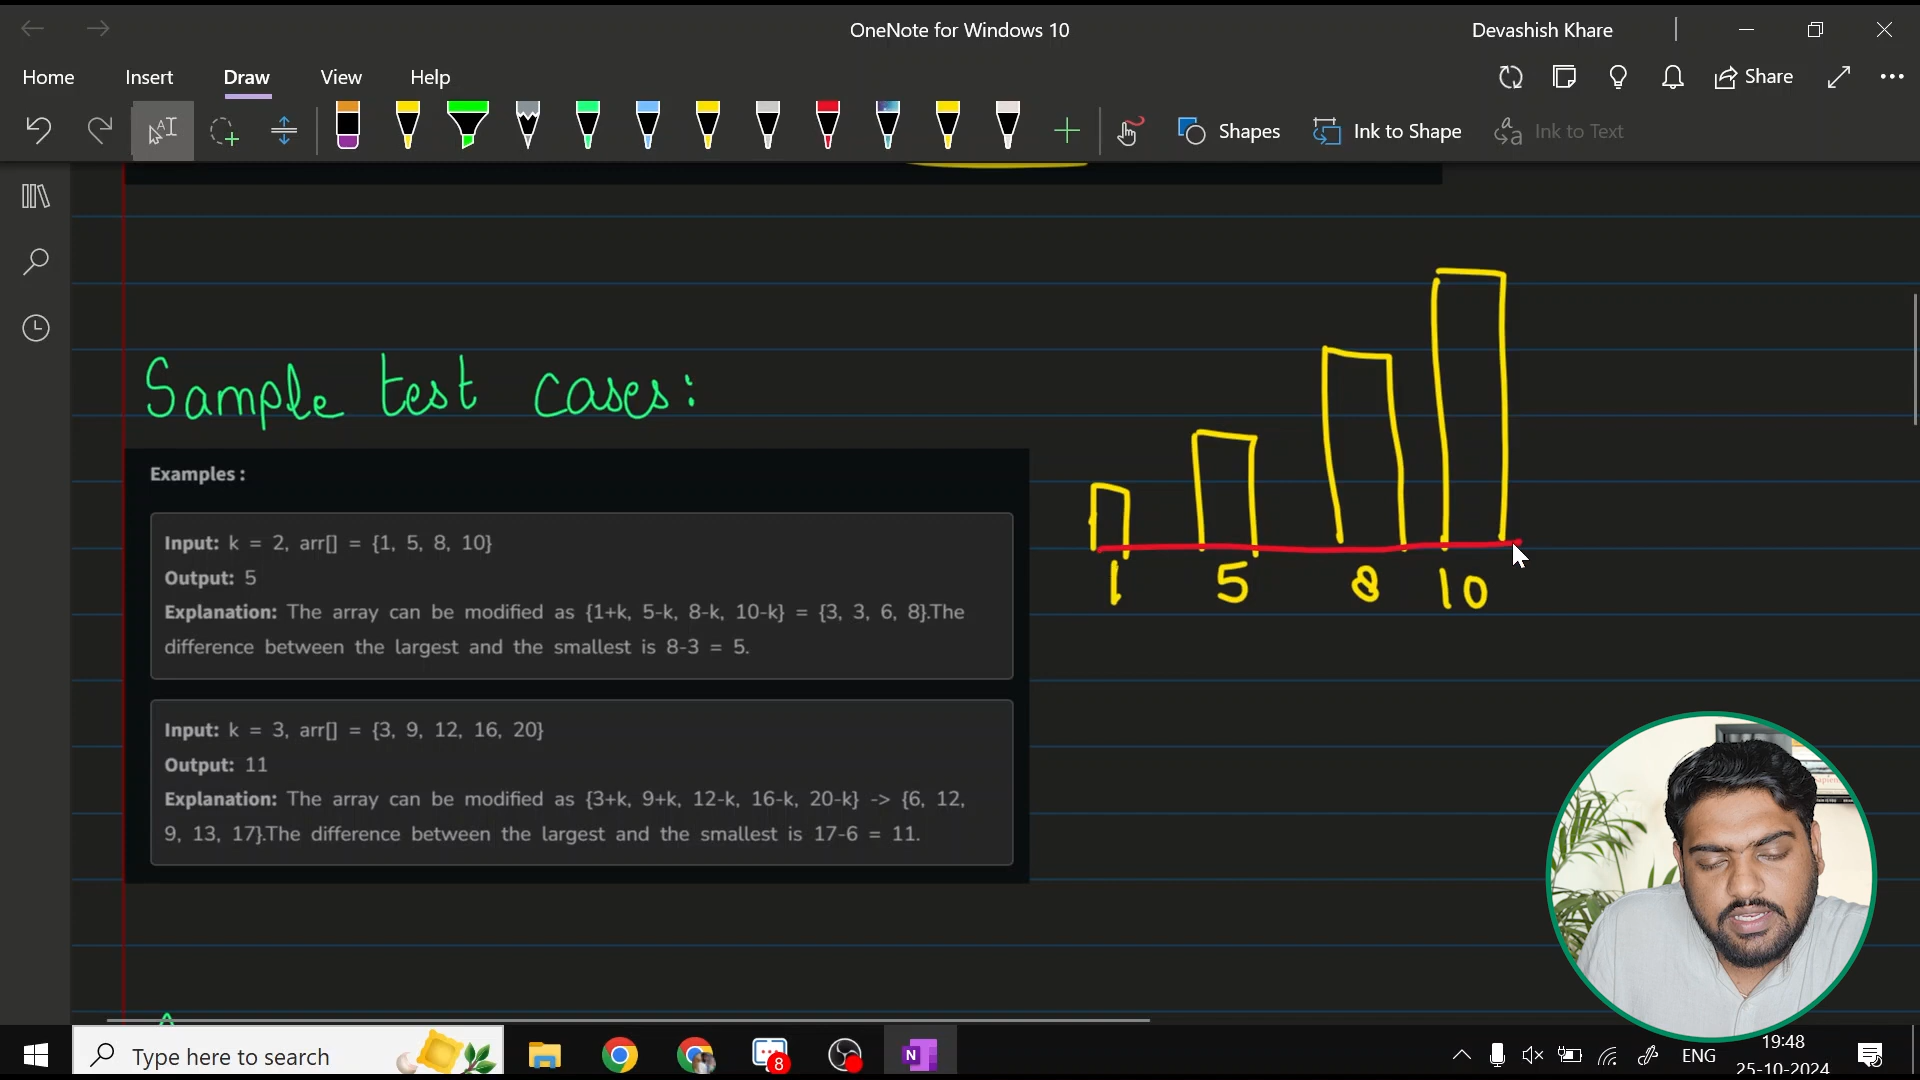 OneNote for Windows 10
Devashish Khare
Home Insert Draw View Help
Share
Shapes Ink to Shape Ink to Text
Sample test cases:
1 5 8 10
Examples :
Input: k = 2, arr[] = {1, 5, 8, 10}
Output: 5
Explanation: The array can be modified as {1+k, 5-k, 8-k, 10-k} = {3, 3, 6, 8}.The
difference between the largest and the smallest is 8-3 = 5.
Input: k = 3, arr[] = {3, 9, 12, 16, 20}
Output: 11
Explanation: The array can be modified as {3+k, 9+k, 12-k, 16-k, 20-k} -> {6, 12,
9, 13, 17}.The difference between the largest and the smallest is 17-6 = 11.
Type here to search
8
N
ENG
19:48
25-10-2024